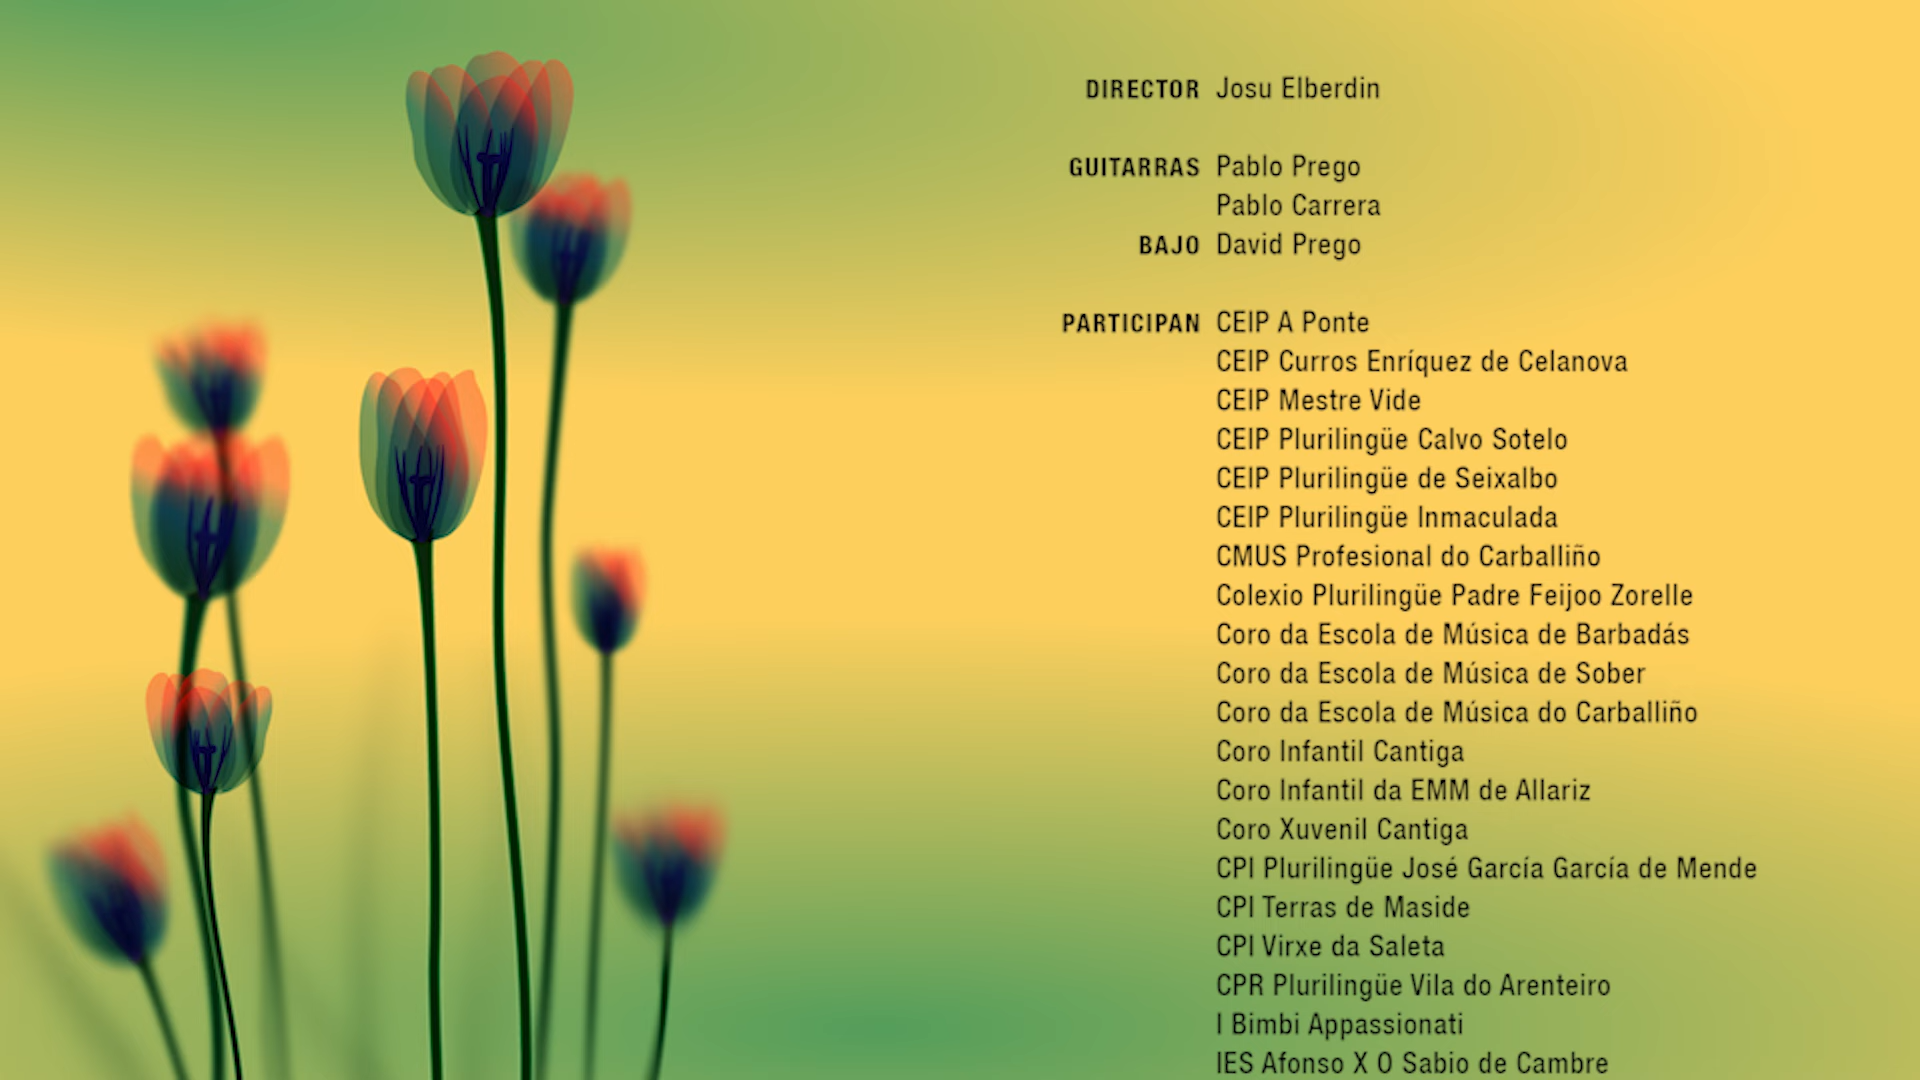 DIRECTOR Josu Elberdin
GUITARRAS Pablo Prego
Pablo Carrera
BAJO David Prego
PARTICIPAN CEIP A Ponte
CEIP Curros Enríquez de Celanova
CEIP Mestre Vide
CEIP Plurilingüe Calvo Sotelo
CEIP Plurilingüe de Seixalbo
CEIP Plurilingüe Inmaculada
CMUS Profesional do Carballiño
Colexio Plurilingüe Padre Feijoo Zorelle
Coro da Escola de Música de Barbadás
Coro da Escola de Música de Sober
Coro da Escola de Música do Carballiño
Coro Infantil Cantiga
Coro Infantil da EMM de Allariz
Coro Xuvenil Cantiga
CPI Plurilingüe José García García de Mende
CPI Terras de Maside
CPI Virxe da Saleta
CPR Plurilingüe Vila do Arenteiro
I Bimbi Appassionati
IES Afonso X O Sabio de Cambre